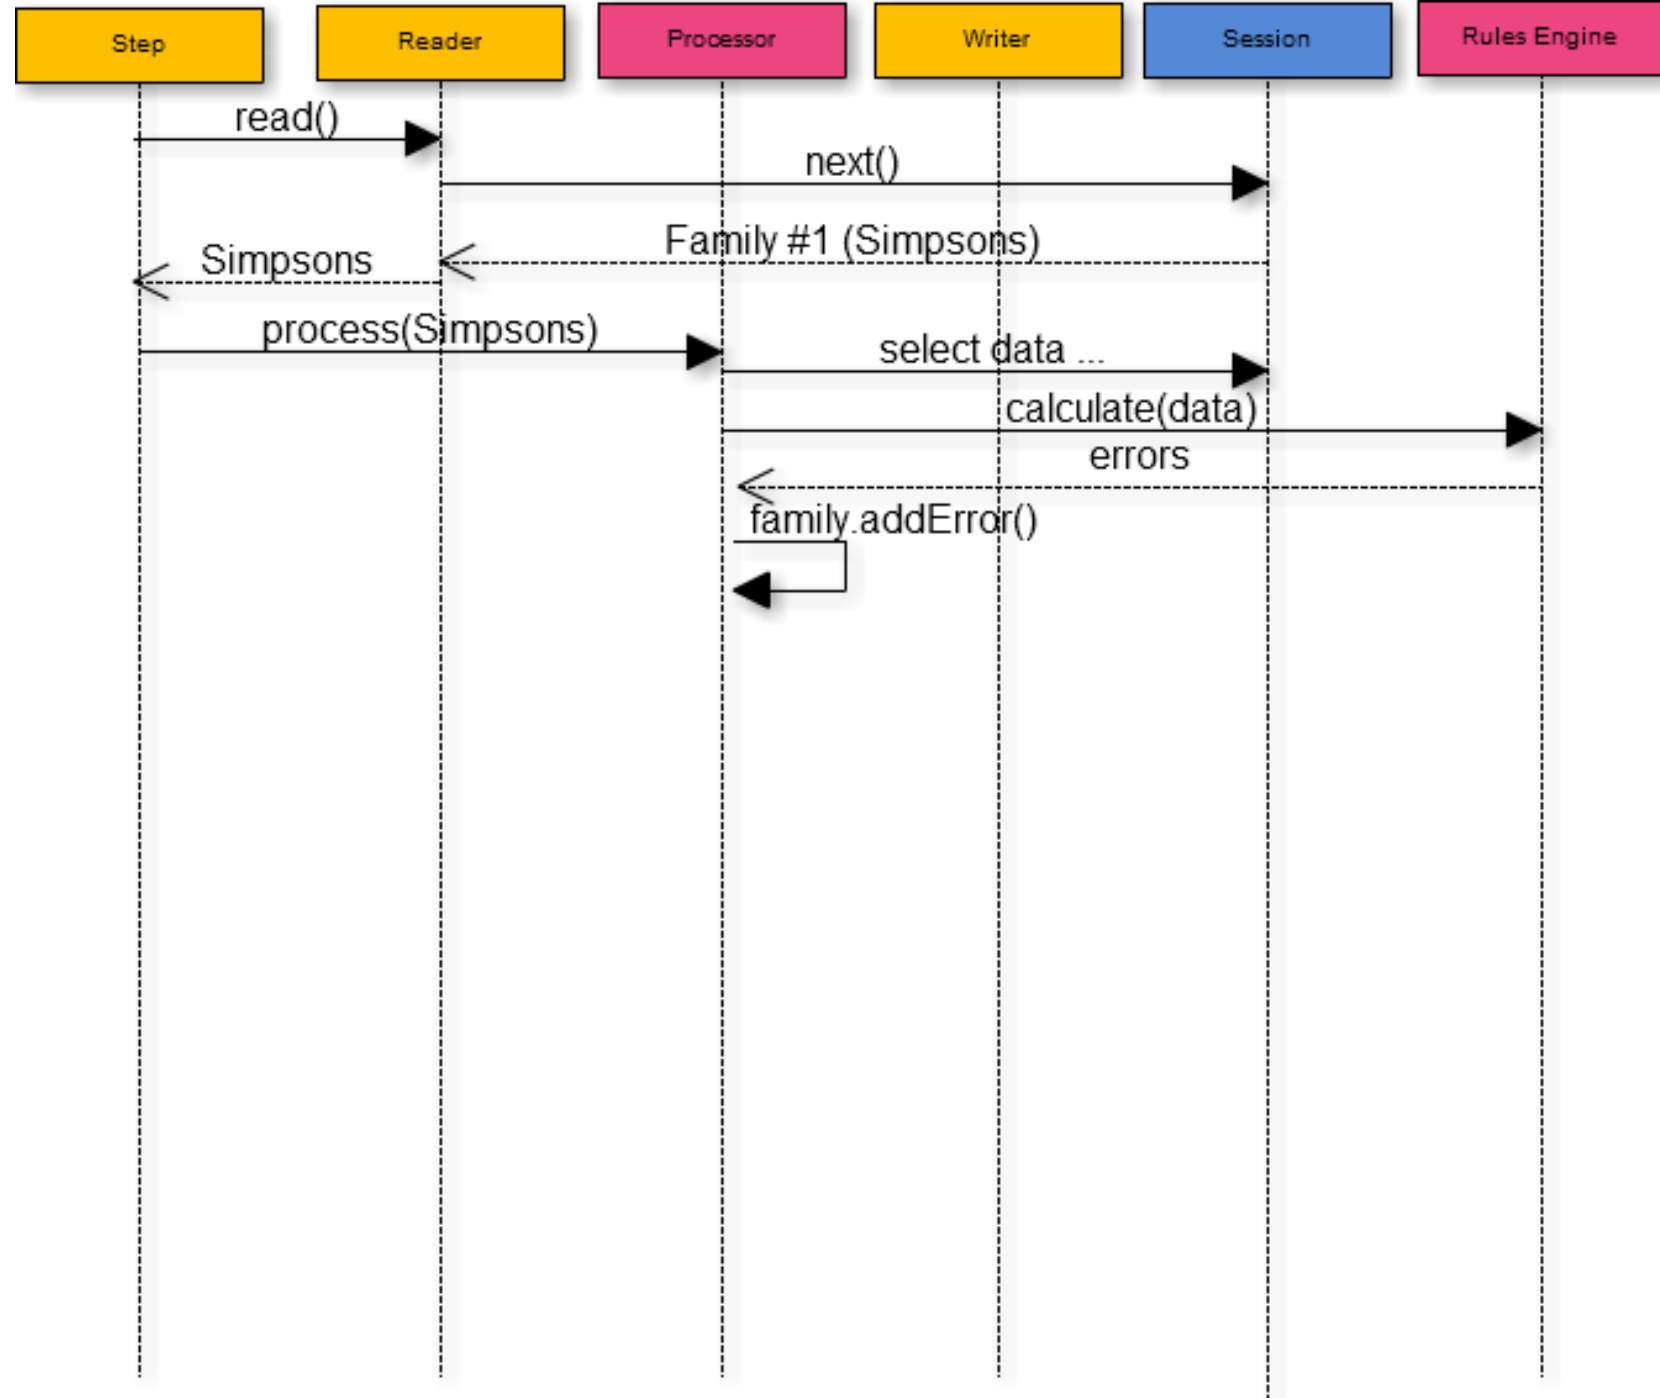 Step
Reader
Processor
Writer
Session
Rules Engine
read()
next()
Family #1 (Simpsons)
Simpsons
process(Simpsons)
select data ...
calculate(data)
errors
family.addError()